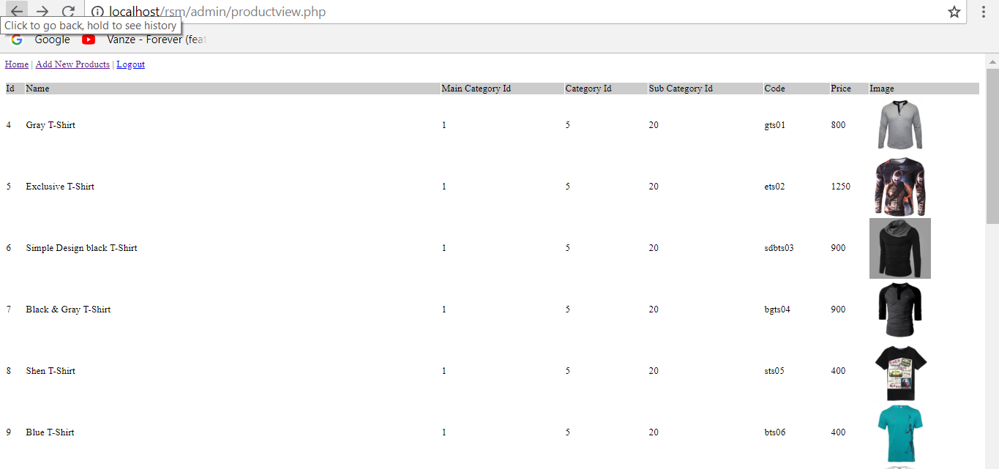 localhost/rsm/admin/productview.php
Click to go back, hold to see history
Google Vanze - Forever (feat
Home | Add New Products | Logout
Id Name Main Category Id Category Id Sub Category Id Code Price Image
4 Gray T-Shirt 1 5 20 gts01 800
5 Exclusive T-Shirt 1 5 20 ets02 1250
6 Simple Design black T-Shirt 1 5 20 sdbts03 900
7 Black & Gray T-Shirt 1 5 20 bgts04 900
8 Shen T-Shirt 1 5 20 sts05 400
9 Blue T-Shirt 1 5 20 bts06 400